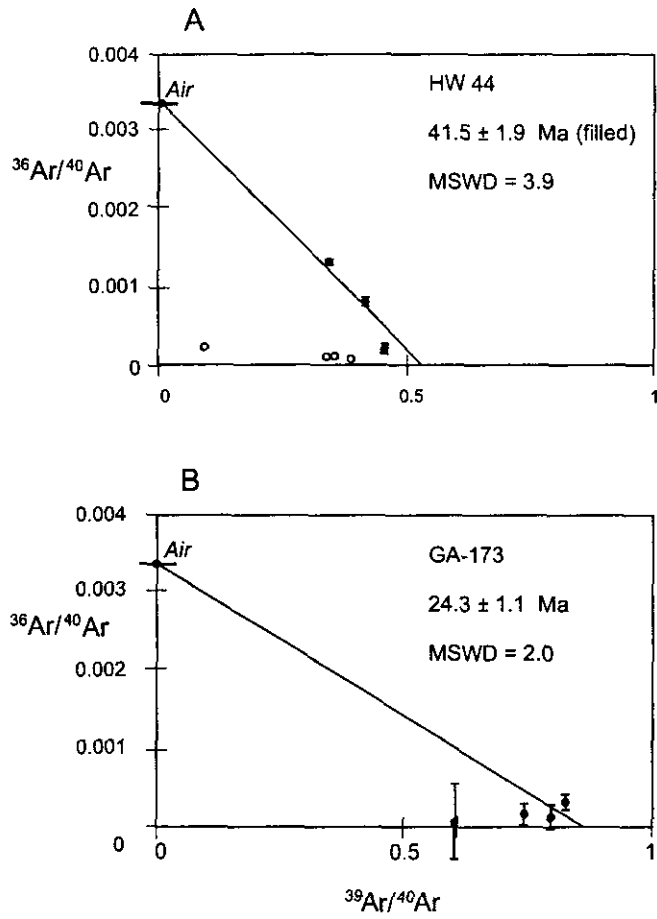 A
0.004
Air
HW 44
0.003
41.5 ± 1.9 Ma (filled)
³⁶Ar/⁴⁰Ar
MSWD = 3.9
0.002
0.001
0
0
0.5
1
B
0.004
Air
GA-173
0.003
24.3 ± 1.1 Ma
³⁶Ar/⁴⁰Ar
MSWD = 2.0
0.002
0.001
0
0
0.5
1
³⁹Ar/⁴⁰Ar